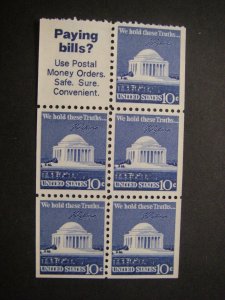 Paying
bills?
Use Postal
Money Orders.
Safe. Sure.
Convenient.
We hold these Truths...
UNITED STATES 10c
We hold these Truths...
UNITED STATES 10c
We hold these Truths...
UNITED STATES 10c
We hold these Truths...
UNITED STATES 10c
We hold these Truths...
UNITED STATES 10c